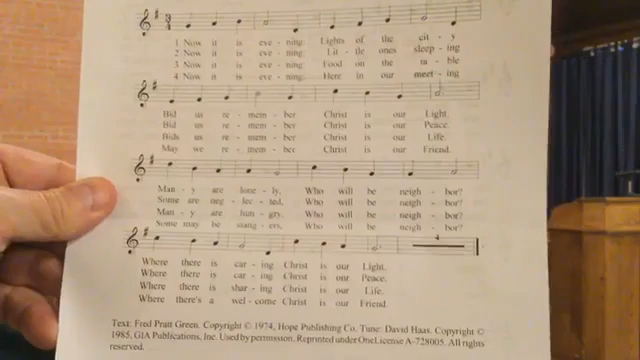 1 Now it is eve - ning. Lights of the cit - y
2 Now it is eve - ning. Lit - tle ones sleep - ing
3 Now it is eve - ning. Food on the ta - ble
4 Now it is eve - ning. Here in our meet - ing
Bid us re - mem - ber Christ is our Light.
Bid us re - mem - ber Christ is our Peace.
Bids us re - mem - ber Christ is our Life.
May we re - mem - ber Christ is our Friend.
Man - y are lone - ly, Who will be neigh - bor?
Some are neg - lec - ted, Who will be neigh - bor?
Man - y are hun - gry. Who will be neigh - bor?
Some may be strang - ers, Who will be neigh - bor?
4
Where there is car - ing Christ is our Light.
Where there is car - ing Christ is our Peace.
Where there is shar - ing Christ is our Life.
Where there's a wel - come Christ is our Friend.
Text: Fred Pratt Green. Copyright © 1974, Hope Publishing Co. Tune: David Haas. Copyright ©
1985, GIA Publications, Inc. Used by permission. Reprinted under OneLicense A-728005. All rights
reserved.